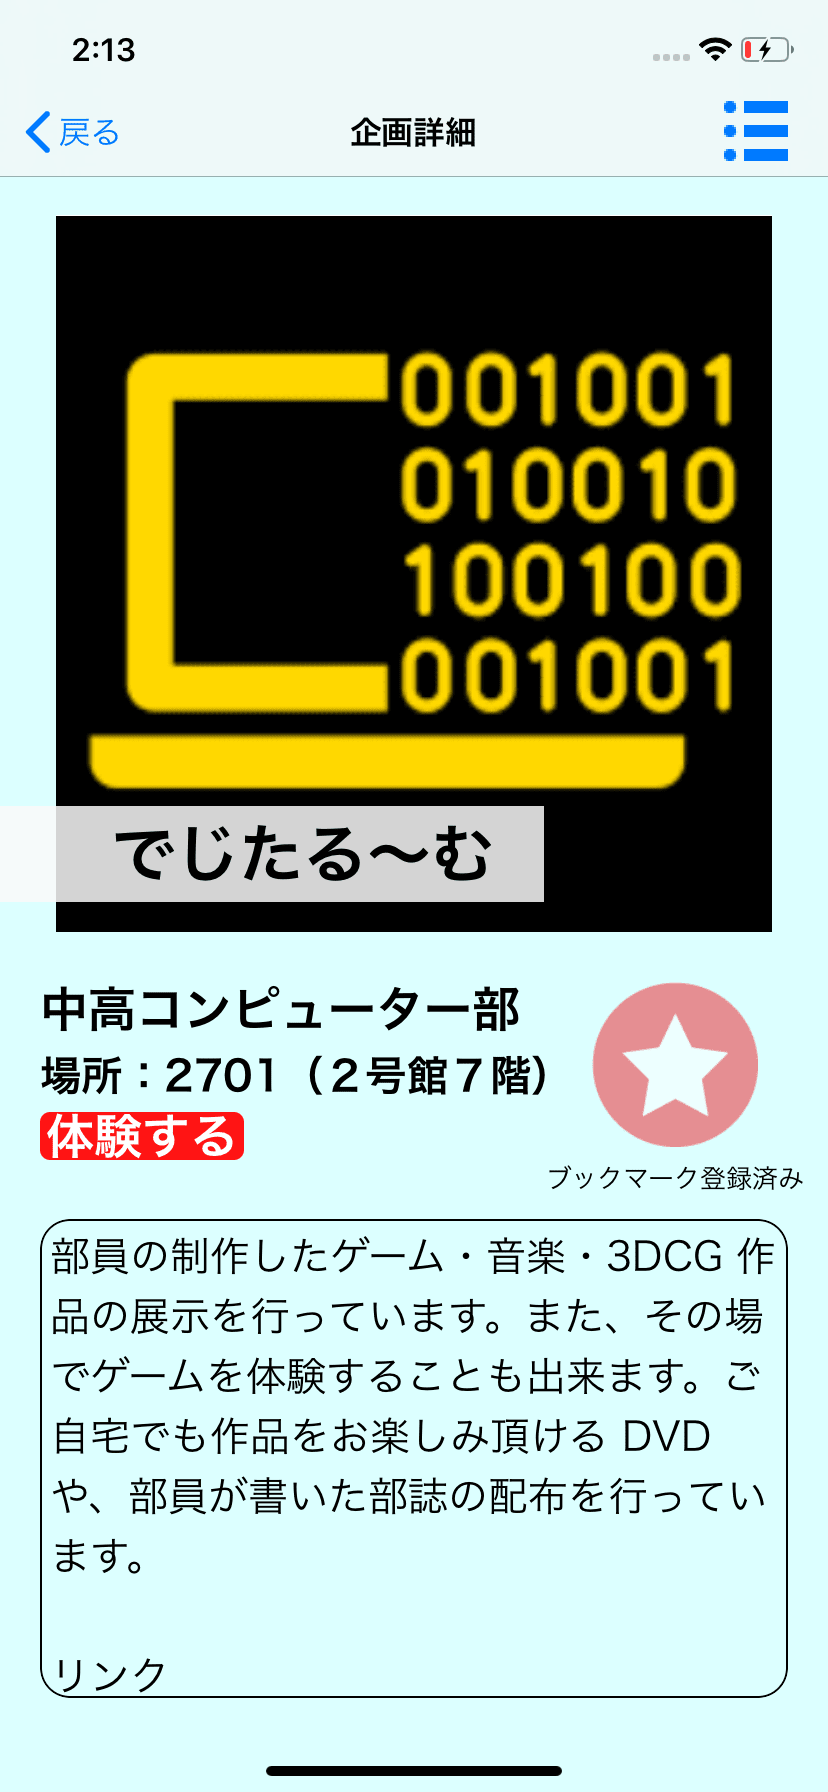 2:13
戻る
企画詳細
001001
010010
100100
001001
でじたる〜む
中高コンピューター部
場所：2701（２号館７階）
体験する
ブックマーク登録済み
部員の制作したゲーム・音楽・3DCG 作
品の展示を行っています。また、その場
でゲームを体験することも出来ます。ご
自宅でも作品をお楽しみ頂ける DVD
や、部員が書いた部誌の配布を行ってい
ます。
リンク